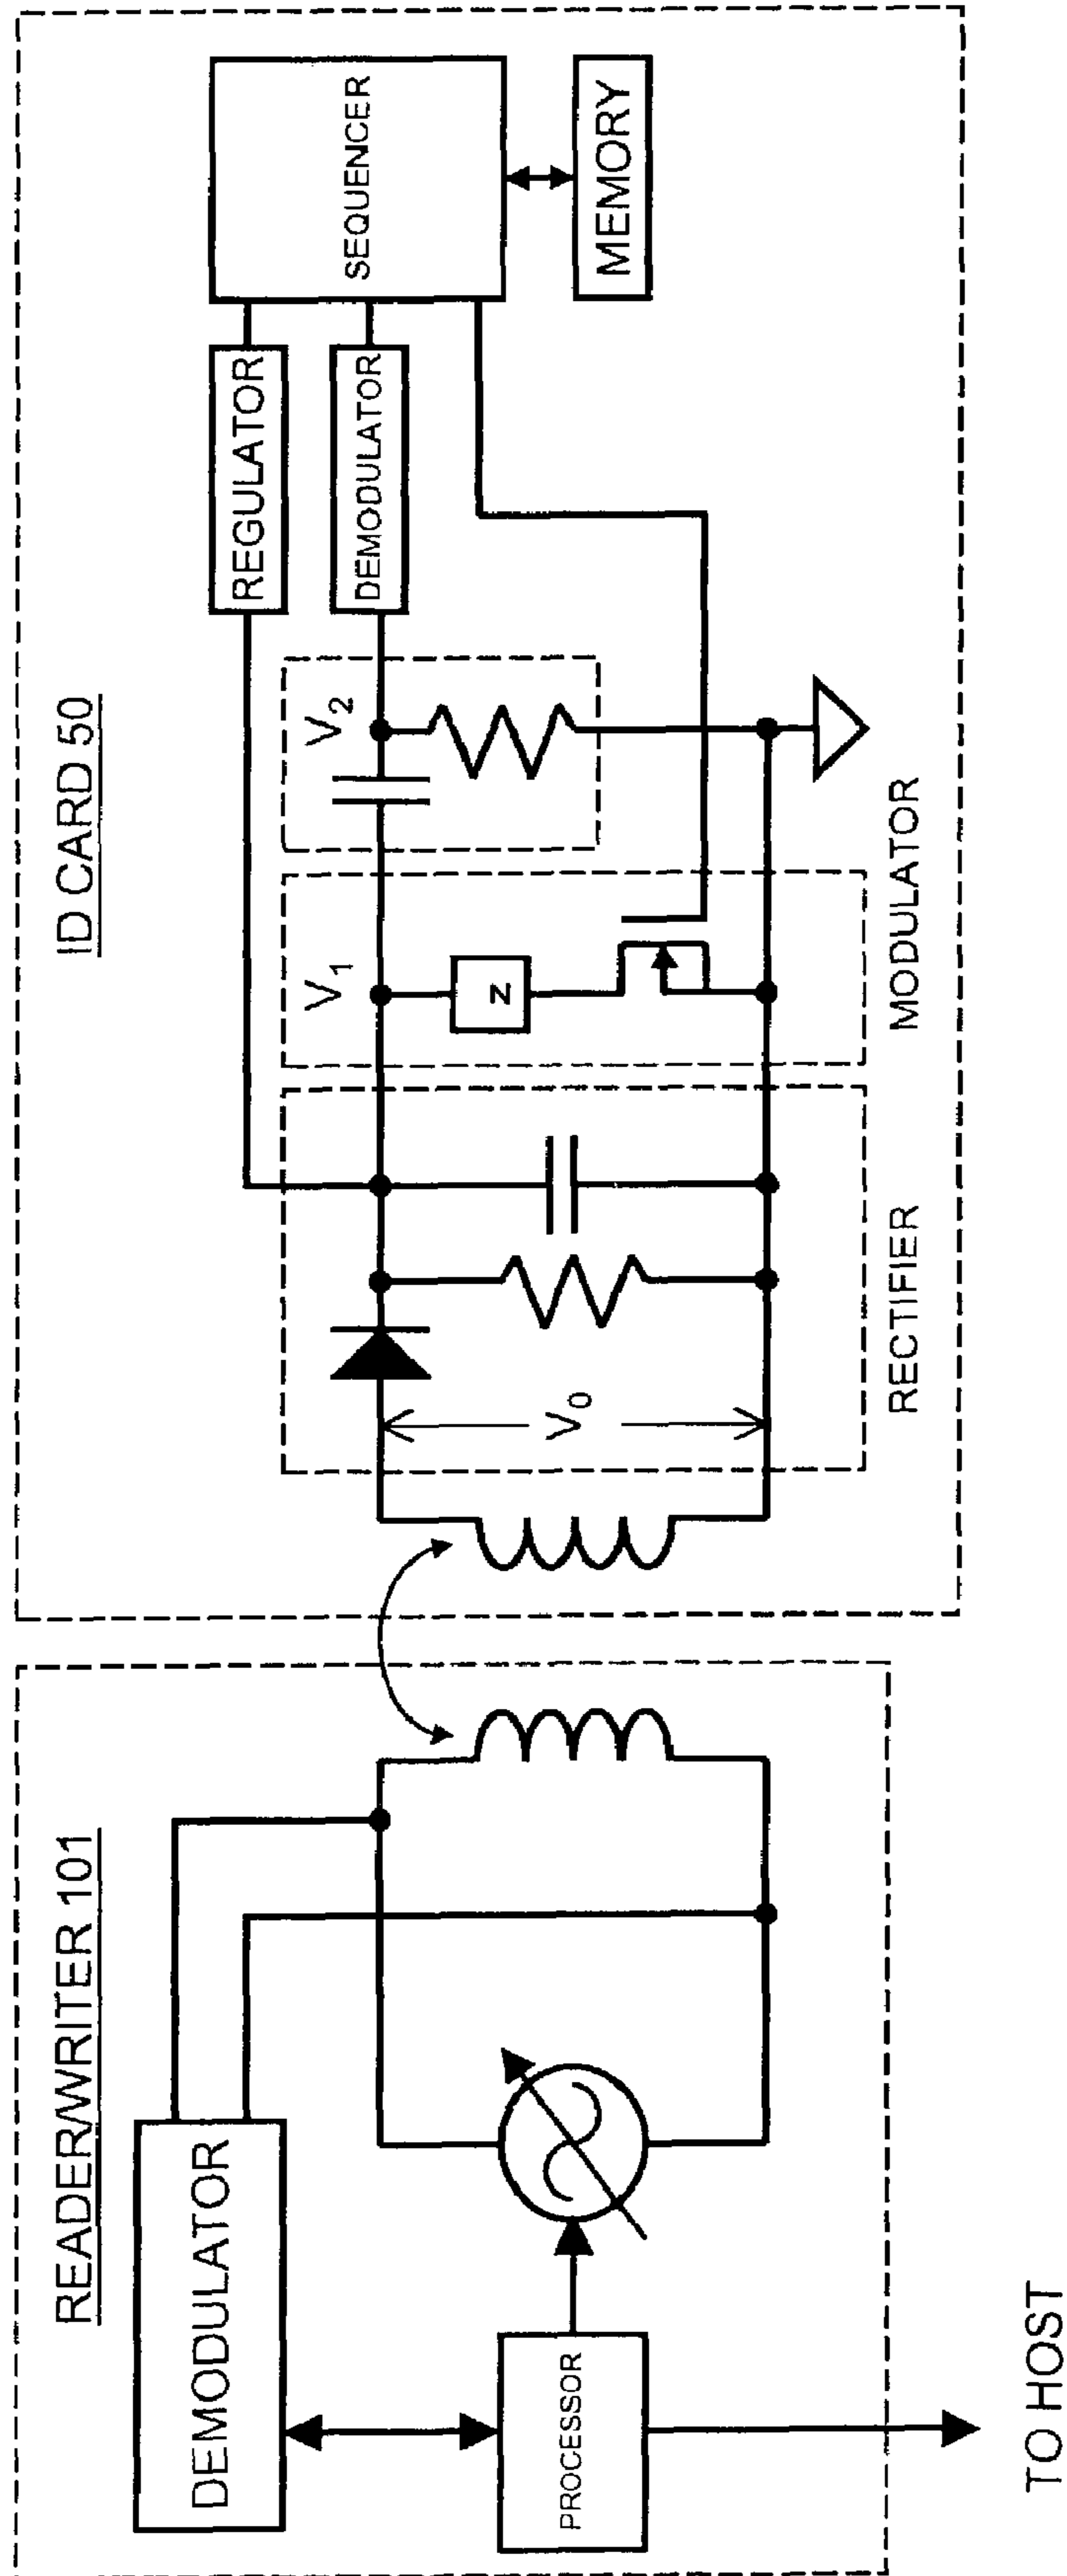 READER/WRITER 101
DEMODULATOR
PROCESSOR
TO HOST
ID CARD 50
V0
RECTIFIER
V1
Z
MODULATOR
V2
REGULATOR
DEMODULATOR
SEQUENCER
MEMORY